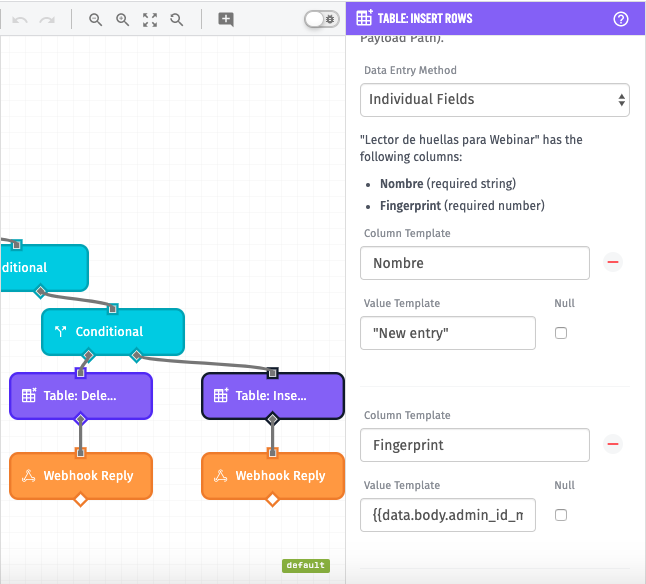 TABLE: INSERT ROWS
Payload Path).
Data Entry Method
Individual Fields
"Lector de huellas para Webinar" has the
following columns:
• Nombre (required string)
• Fingerprint (required number)
Column Template
Nombre
Value Template Null
"New entry"
Column Template
Fingerprint
Value Template Null
{{data.body.admin_id_m
ditional
Conditional
Table: Dele...
Table: Inse...
Webhook Reply
Webhook Reply
default